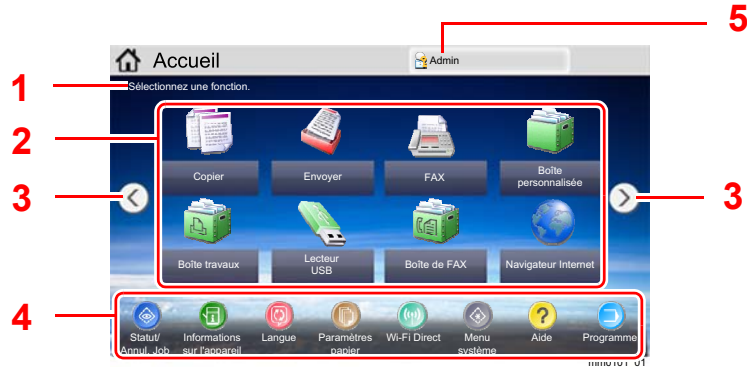 5
Accueil
Admin
1
Sélectionnez une fonction.
2
Copier
Envoyer
FAX
Boîte
personnalisée
3
3
Boîte travaux
Lecteur
USB
Boîte de FAX
Navigateur Internet
4
Statut/
Annul. Job
Informations
sur l'appareil
Langue
Paramètres
papier
Wi-Fi Direct
Menu
système
?
Aide
Programme